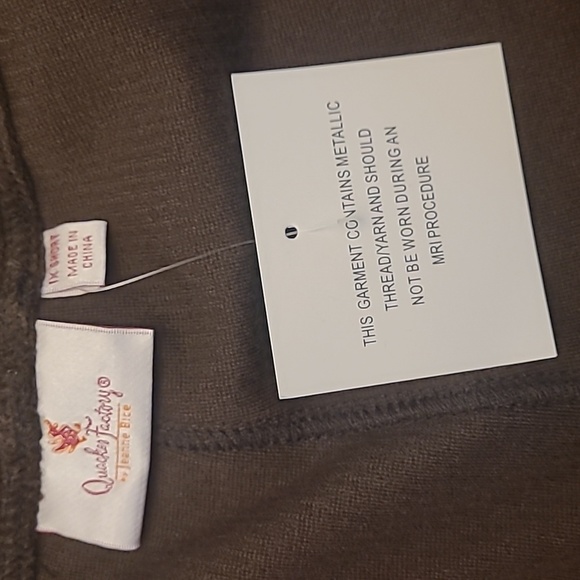 1X SHORT
MADE IN
CHINA
Quacker Factory®
by Jeanne Bice
THIS GARMENT CONTAINS METALLIC
THREAD/YARN AND SHOULD
NOT BE WORN DURING AN
MRI PROCEDURE